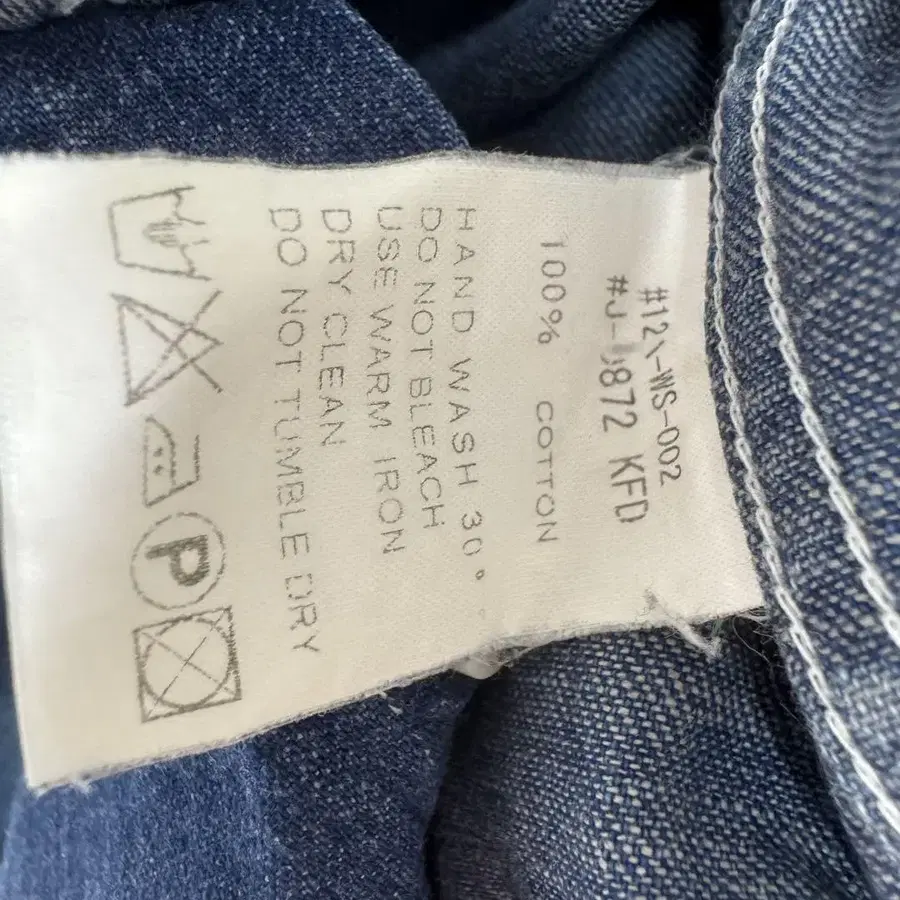 #12\-WS-002
872 KFD
100% COTTON
HAND WASH 30°
DO NOT BLEACH
USE WARM IRON
DRY CLEAN
DO NOT TUMBLE DRY
P